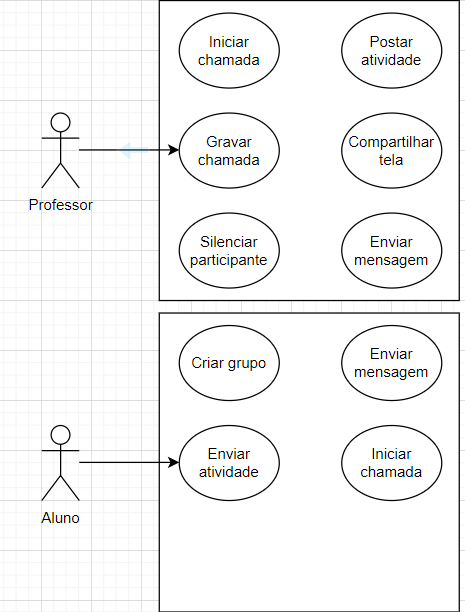 Iniciar
chamada
Postar
atividade
Gravar
chamada
Compartilhar
tela
Professor
Silenciar
participante
Enviar
mensagem
Criar grupo
Enviar
mensagem
Enviar
atividade
Iniciar
chamada
Aluno